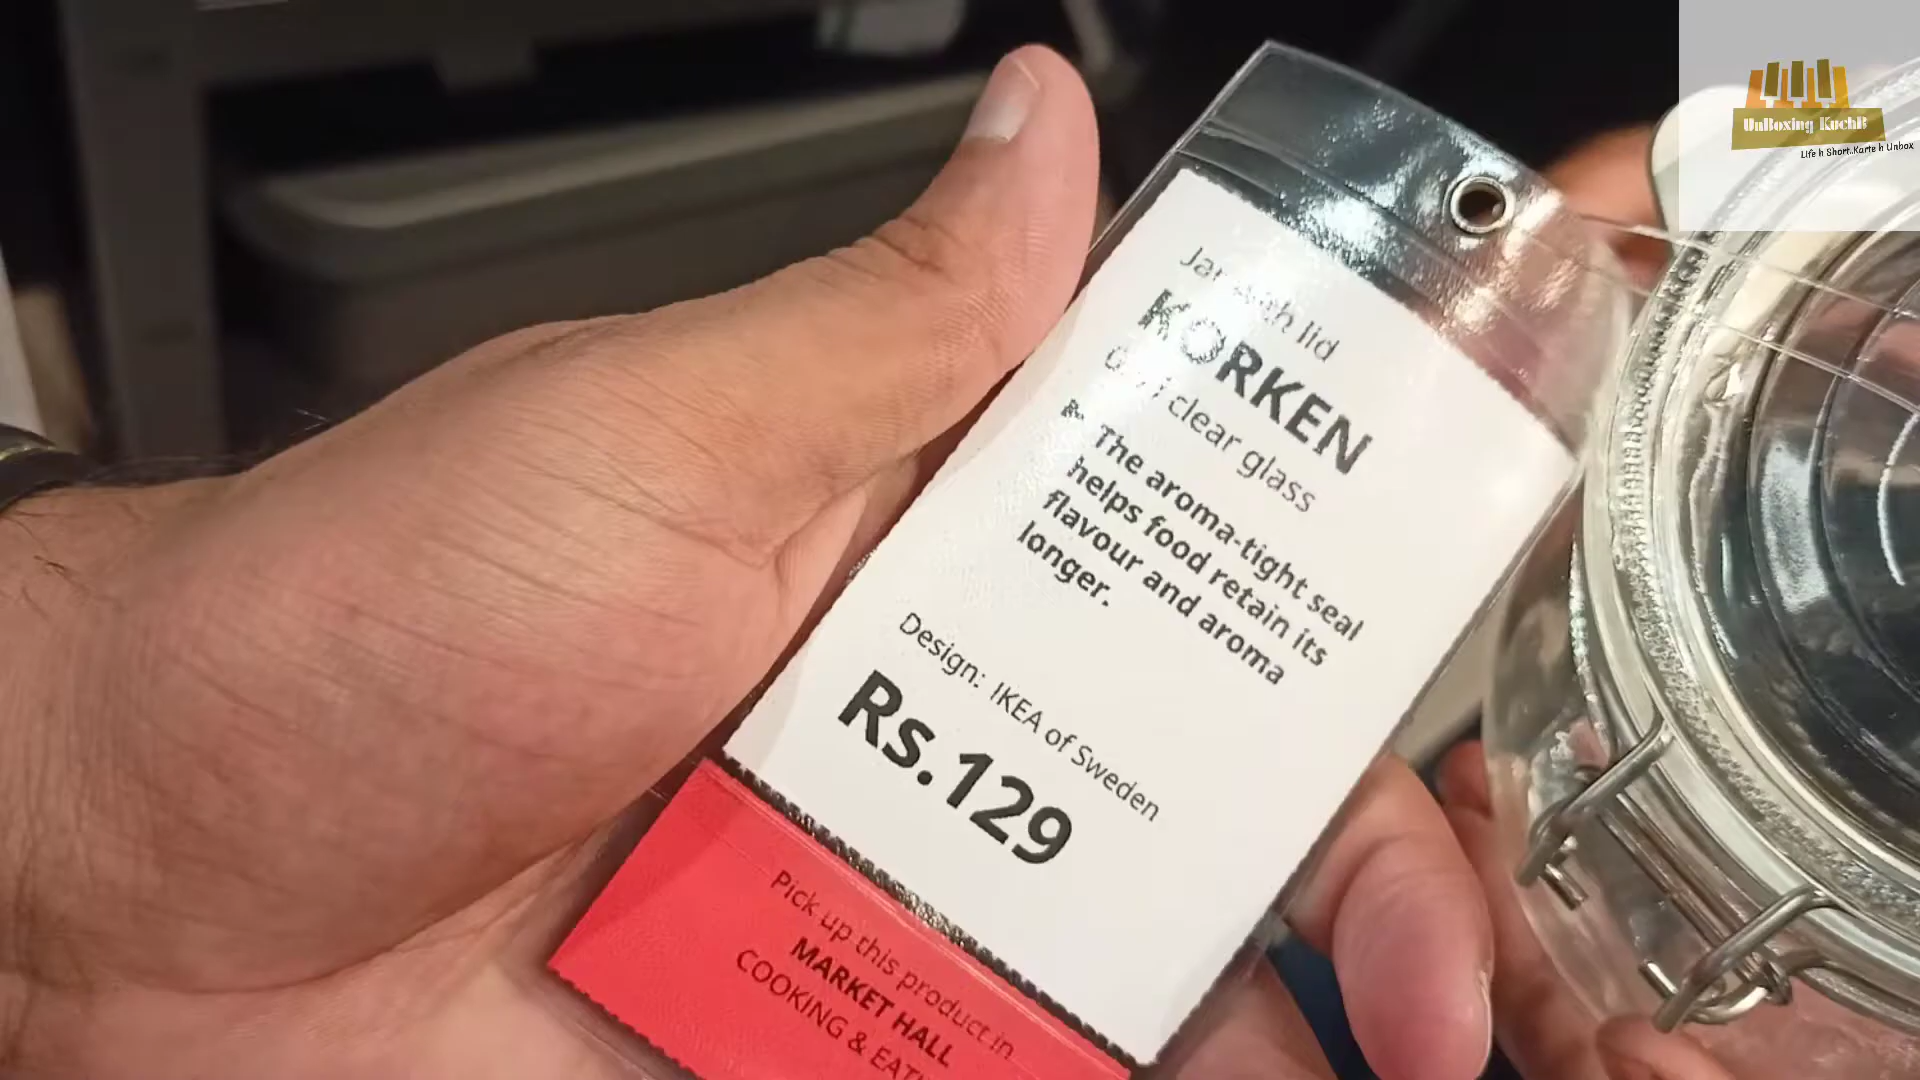 UnBoxing KuchB
Life h Short..Karte h Unbox
Jar with lid
KORKEN
clear glass
The aroma-tight seal
helps food retain its
flavour and aroma
longer.
Design: IKEA of Sweden
Rs.129
Pick up this product in
MARKET HALL
COOKING &